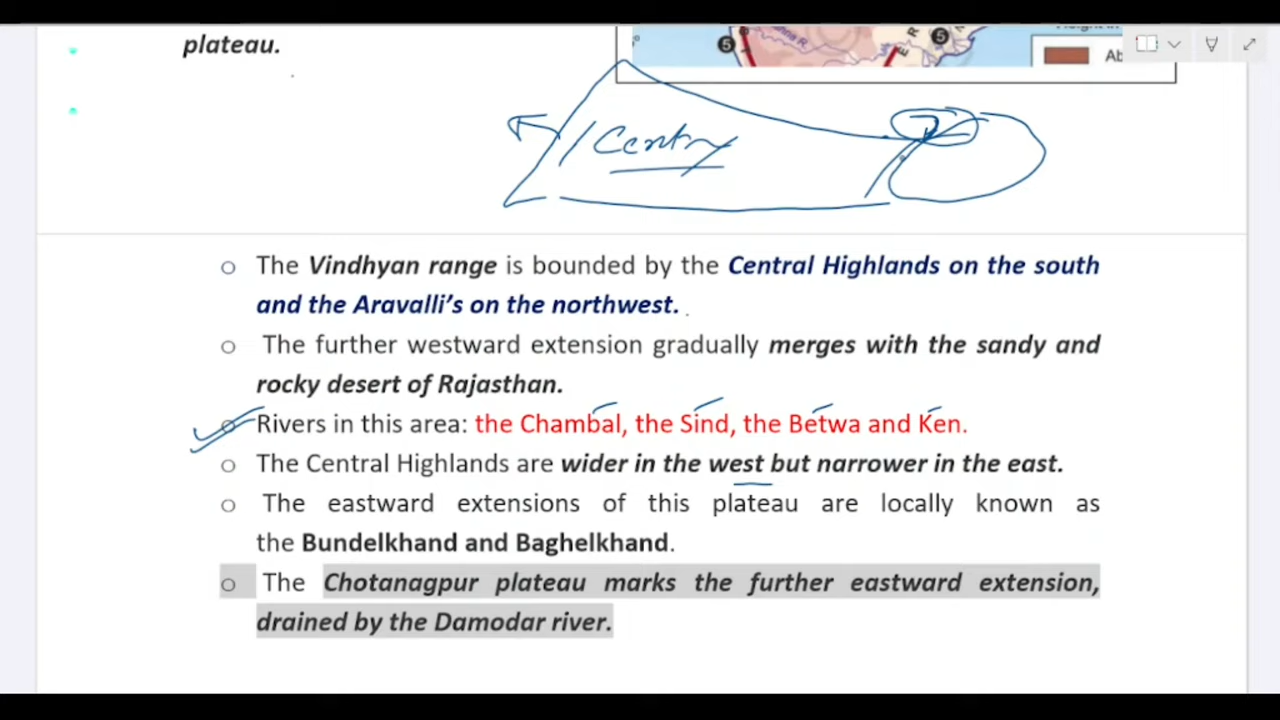 plateau.
5
5
E
R
Ab
Centr
The Vindhyan range is bounded by the Central Highlands on the south
and the Aravalli’s on the northwest.
The further westward extension gradually merges with the sandy and
rocky desert of Rajasthan.
Rivers in this area: the Chambal, the Sind, the Betwa and Ken.
The Central Highlands are wider in the west but narrower in the east.
The eastward extensions of this plateau are locally known as
the Bundelkhand and Baghelkhand.
The Chotanagpur plateau marks the further eastward extension,
drained by the Damodar river.